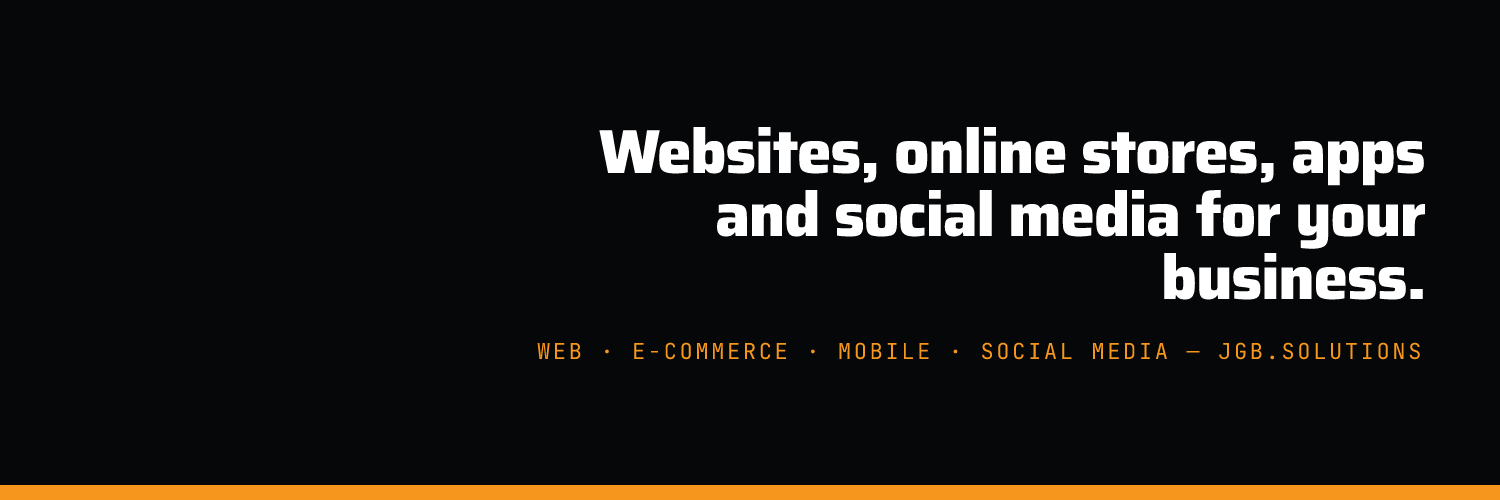 Websites, online stores, apps
and social media for your
business.
WEB · E-COMMERCE · MOBILE · SOCIAL MEDIA — JGB.SOLUTIONS